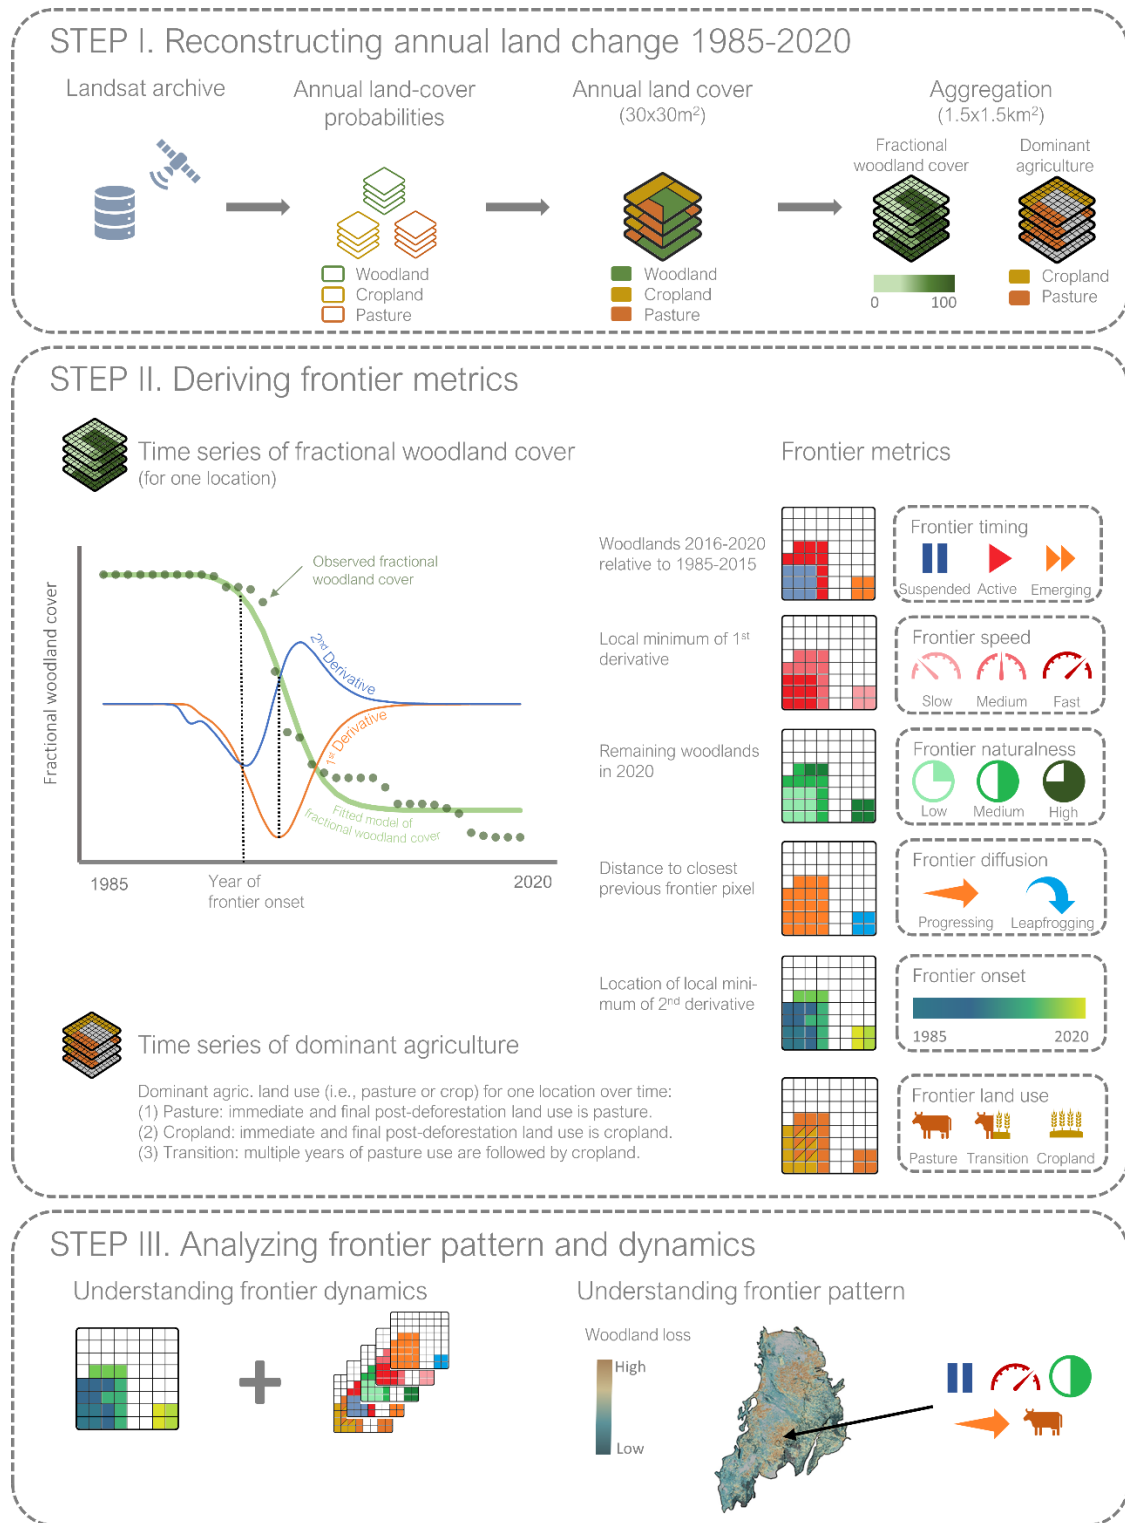 STEP I. Reconstructing annual land change 1985-2020
Landsat archive
Annual land-cover
probabilities
Woodland
Cropland
Pasture
Annual land cover
(30x30m²)
Woodland
Cropland
Pasture
Aggregation
(1.5x1.5km²)
Fractional
woodland cover
0 100
Dominant
agriculture
Cropland
Pasture
STEP II. Deriving frontier metrics
Time series of fractional woodland cover
(for one location)
Fractional woodland cover
Observed fractional
woodland cover
2nd Derivative
1st Derivative
Fitted model of
fractional woodland cover
1985
Year of
frontier onset
2020
Frontier metrics
Woodlands 2016-2020
relative to 1985-2015
Frontier timing
Suspended Active Emerging
Local minimum of 1st
derivative
Frontier speed
Slow Medium Fast
Remaining woodlands
in 2020
Frontier naturalness
Low Medium High
Distance to closest
previous frontier pixel
Frontier diffusion
Progressing Leapfrogging
Location of local mini-
mum of 2nd derivative
Frontier onset
1985 2020
Frontier land use
Pasture Transition Cropland
Time series of dominant agriculture
Dominant agric. land use (i.e., pasture or crop) for one location over time:
(1) Pasture: immediate and final post-deforestation land use is pasture.
(2) Cropland: immediate and final post-deforestation land use is cropland.
(3) Transition: multiple years of pasture use are followed by cropland.
STEP III. Analyzing frontier pattern and dynamics
Understanding frontier dynamics
Understanding frontier pattern
Woodland loss
High
Low